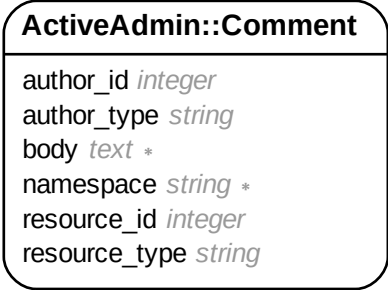 ActiveAdmin::Comment
author_id integer
author_type string
body text *
namespace string *
resource_id integer
resource_type string